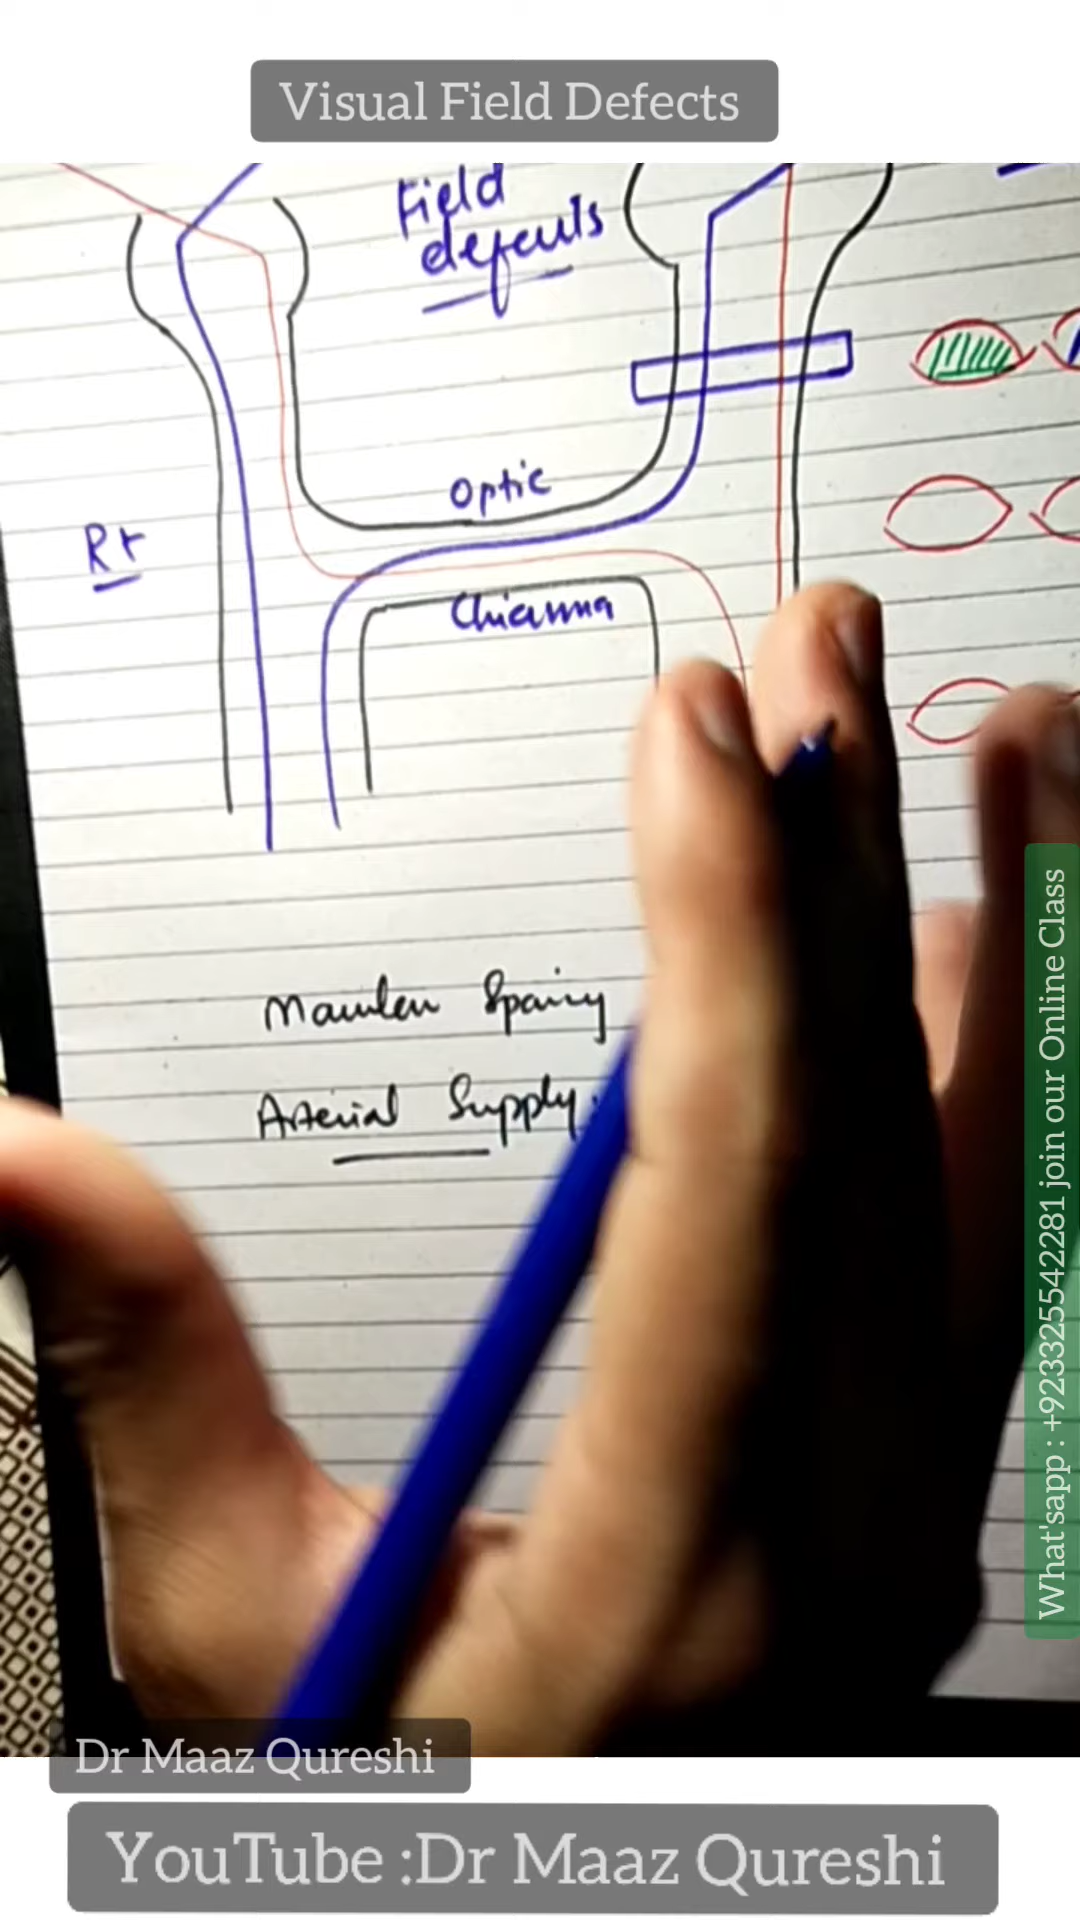 Visual Field Defects
Field
defects
Optic
Rt
Chiasma
Macular Sparing
Arterial Supply.
What'sapp : +923325542281 join our Online Class
Dr Maaz Qureshi
YouTube :Dr Maaz Qureshi